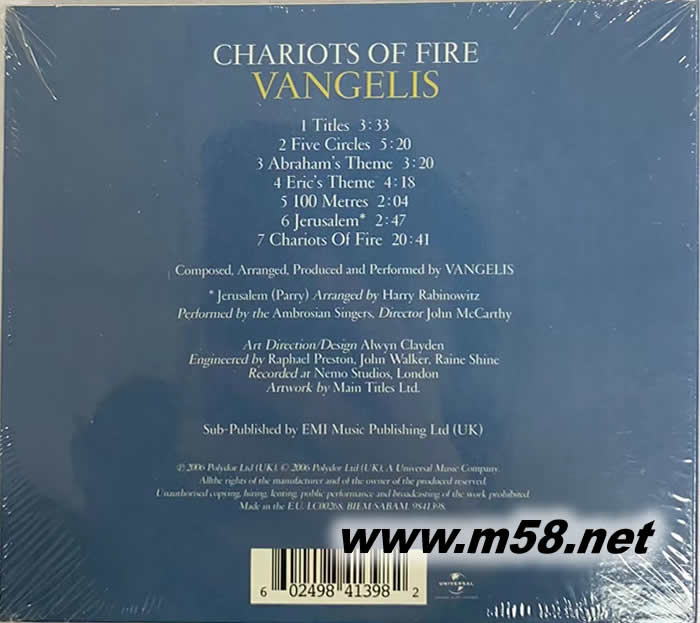 CHARIOTS OF FIRE
VANGELIS
1 Titles 3:33
2 Five Circles 5:20
3 Abraham's Theme 3:20
4 Eric's Theme 4:18
5 100 Metres 2:04
6 Jerusalem* 2:47
7 Chariots Of Fire 20:41
Composed, Arranged, Produced and Performed by VANGELIS
* Jerusalem (Parry) Arranged by Harry Rabinowitz
Performed by the Ambrosian Singers, Director John McCarthy
Art Direction/Design Alwyn Clayden
Engineered by Raphael Preston, John Walker, Raine Shine
Recorded at Nemo Studios, London
Artwork by Main Titles Ltd.
Sub-Published by EMI Music Publishing Ltd (UK)
℗ 2006 Polydor Ltd (UK). © 2006 Polydor Ltd (UK), A Universal Music Company.
All the rights of the manufacturer and of the owner of the produced reserved.
Unauthorised copying, hiring, lenting, public performance and broadcasting of the work prohibited.
Made in the E.U. LC00268. BIEM/SABAM. 9841398.
www.m58.net
6 02498 41398 2
UNIVERSAL